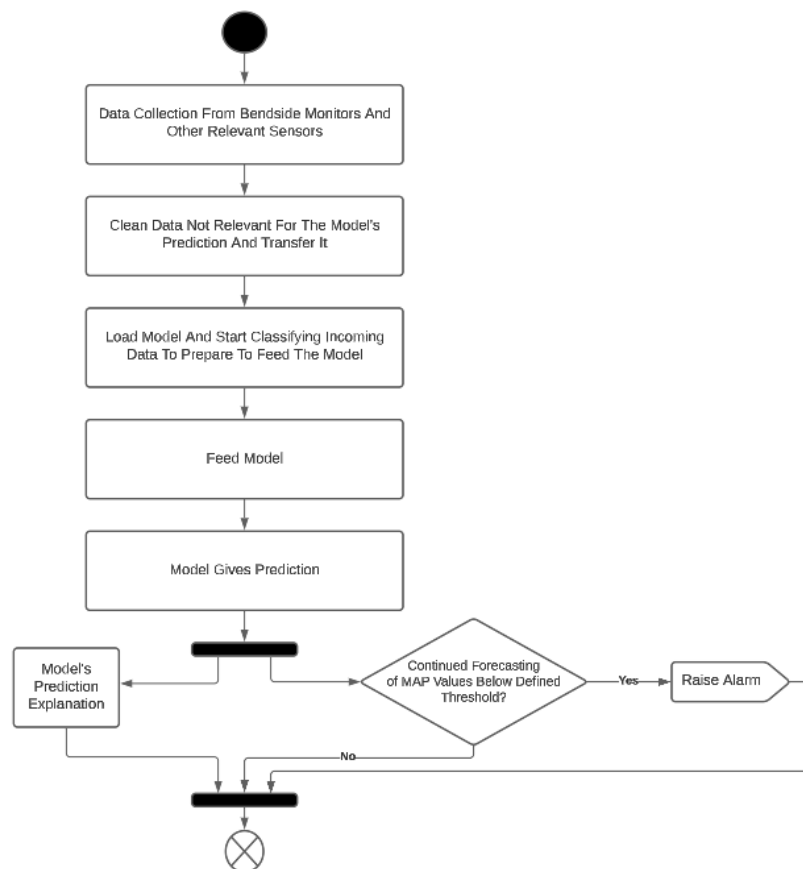 Data Collection From Bendside Monitors And
Other Relevant Sensors
Clean Data Not Relevant For The Model's
Prediction And Transfer It
Load Model And Start Classifying Incoming
Data To Prepare To Feed The Model
Feed Model
Model Gives Prediction
Model's
Prediction
Explanation
Continued Forecasting
of MAP Values Below Defined
Threshold?
Yes
Raise Alarm
No